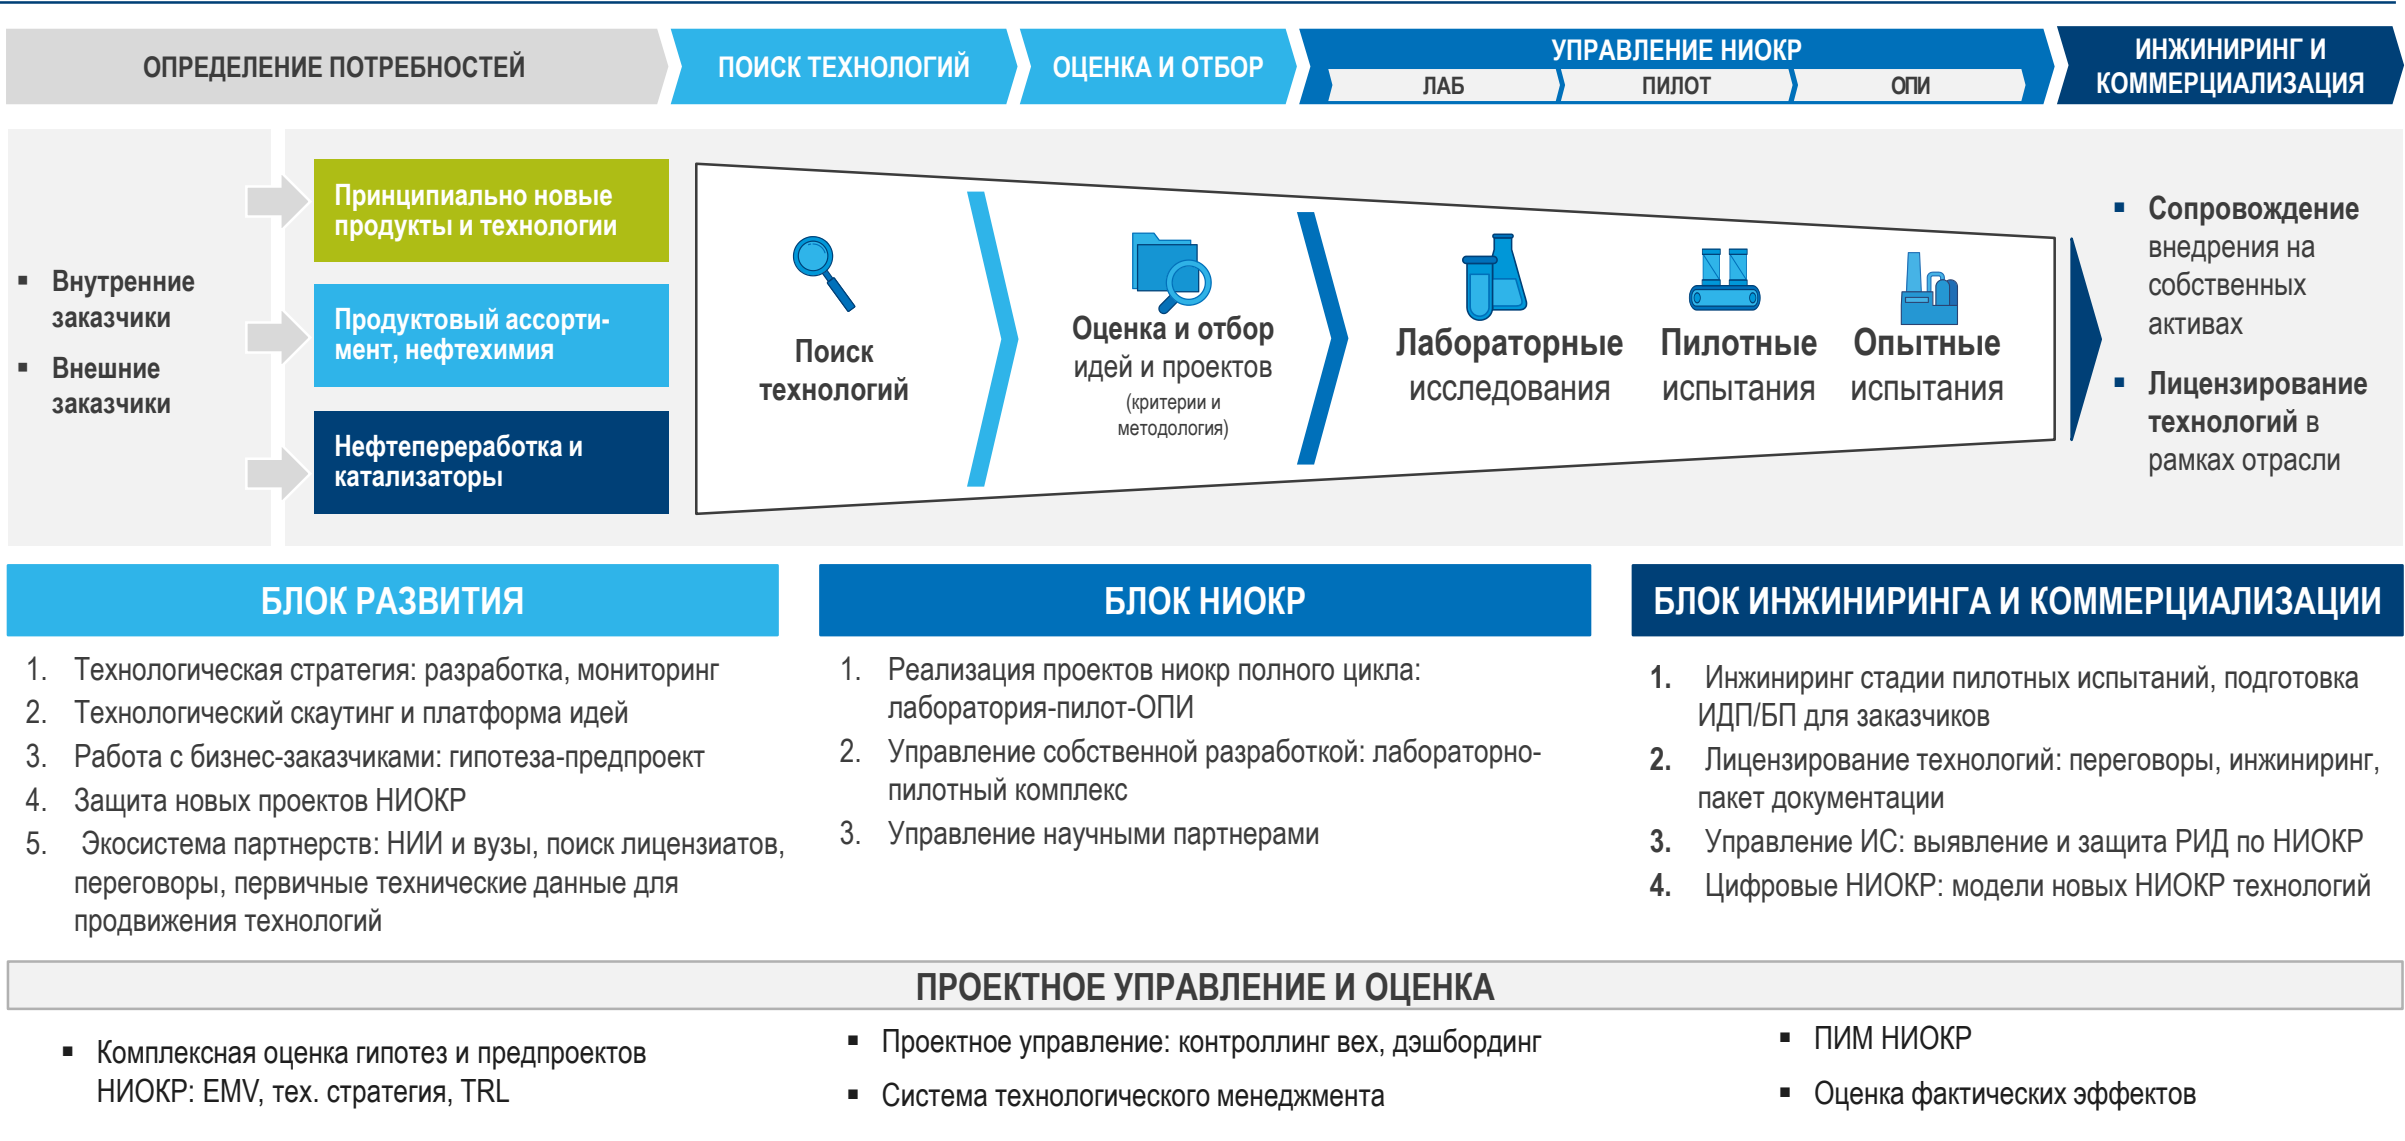 ОПРЕДЕЛЕНИЕ ПОТРЕБНОСТЕЙ
ПОИСК ТЕХНОЛОГИЙ
ОЦЕНКА И ОТБОР
УПРАВЛЕНИЕ НИОКР
ЛАБ
ПИЛОТ
ОПИ
ИНЖИНИРИНГ И
КОММЕРЦИАЛИЗАЦИЯ
▪ Внутренние
заказчики
▪ Внешние
заказчики
Принципиально новые
продукты и технологии
Продуктовый ассорти-
мент, нефтехимия
Нефтепереработка и
катализаторы
Поиск
технологий
Оценка и отбор
идей и проектов
(критерии и
методология)
Лабораторные
исследования
Пилотные
испытания
Опытные
испытания
▪ Сопровождение
внедрения на
собственных
активах
▪ Лицензирование
технологий в
рамках отрасли
БЛОК РАЗВИТИЯ
1. Технологическая стратегия: разработка, мониторинг
2. Технологический скаутинг и платформа идей
3. Работа с бизнес-заказчиками: гипотеза-предпроект
4. Защита новых проектов НИОКР
5. Экосистема партнерств: НИИ и вузы, поиск лицензиатов,
переговоры, первичные технические данные для
продвижения технологий
БЛОК НИОКР
1. Реализация проектов ниокр полного цикла:
лаборатория-пилот-ОПИ
2. Управление собственной разработкой: лабораторно-
пилотный комплекс
3. Управление научными партнерами
БЛОК ИНЖИНИРИНГА И КОММЕРЦИАЛИЗАЦИИ
1. Инжиниринг стадии пилотных испытаний, подготовка
ИДП/БП для заказчиков
2. Лицензирование технологий: переговоры, инжиниринг,
пакет документации
3. Управление ИС: выявление и защита РИД по НИОКР
4. Цифровые НИОКР: модели новых НИОКР технологий
ПРОЕКТНОЕ УПРАВЛЕНИЕ И ОЦЕНКА
▪ Комплексная оценка гипотез и предпроектов
НИОКР: EMV, тех. стратегия, TRL
▪ Проектное управление: контроллинг вех, дэшбординг
▪ Система технологического менеджмента
▪ ПИМ НИОКР
▪ Оценка фактических эффектов